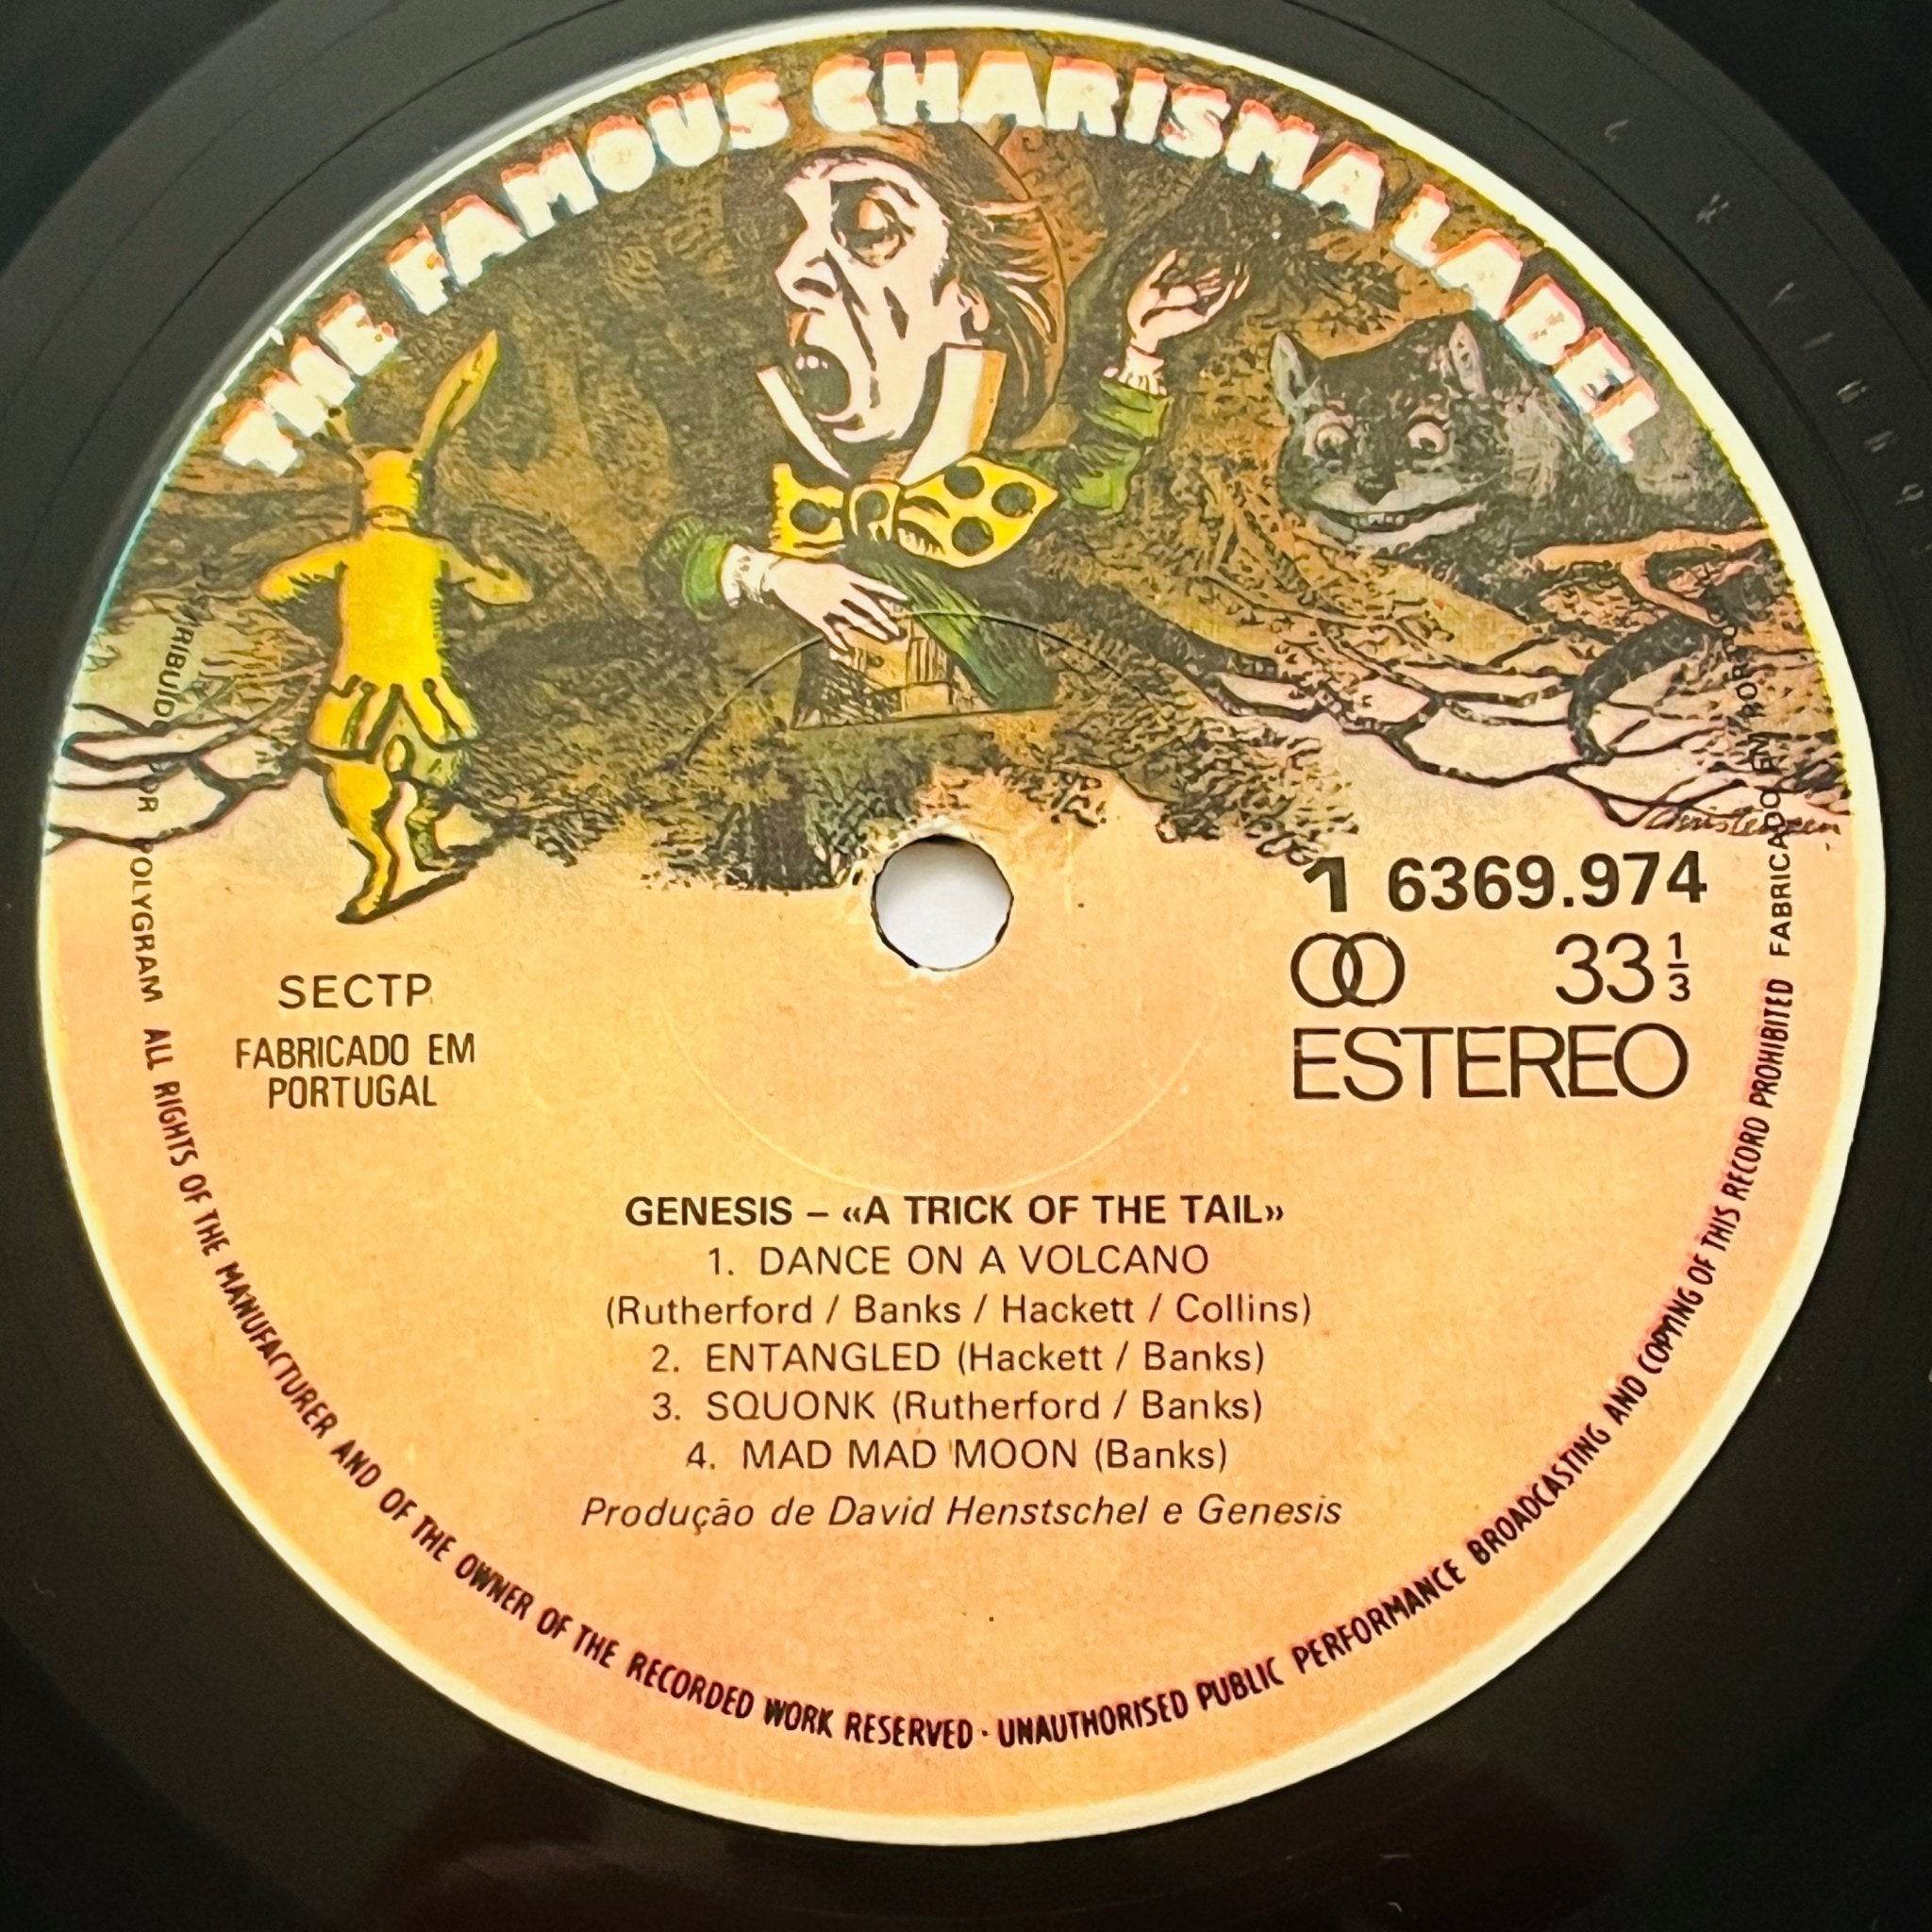 THE FAMOUS CHARISMA LABEL
1 6369.974
33 1/3
ESTEREO
SECTP
FABRICADO EM
PORTUGAL
GENESIS – «A TRICK OF THE TAIL»
1. DANCE ON A VOLCANO
(Rutherford / Banks / Hackett / Collins)
2. ENTANGLED (Hackett / Banks)
3. SQUONK (Rutherford / Banks)
4. MAD MAD MOON (Banks)
Produção de David Henstschel e Genesis
DISTRIBUIDO POR POLYGRAM ALL RIGHTS OF THE MANUFACTURER AND OF THE OWNER OF THE RECORDED WORK RESERVED · UNAUTHORISED PUBLIC PERFORMANCE BROADCASTING AND COPYING OF THIS RECORD PROHIBITED FABRICADO EM PORTUGAL